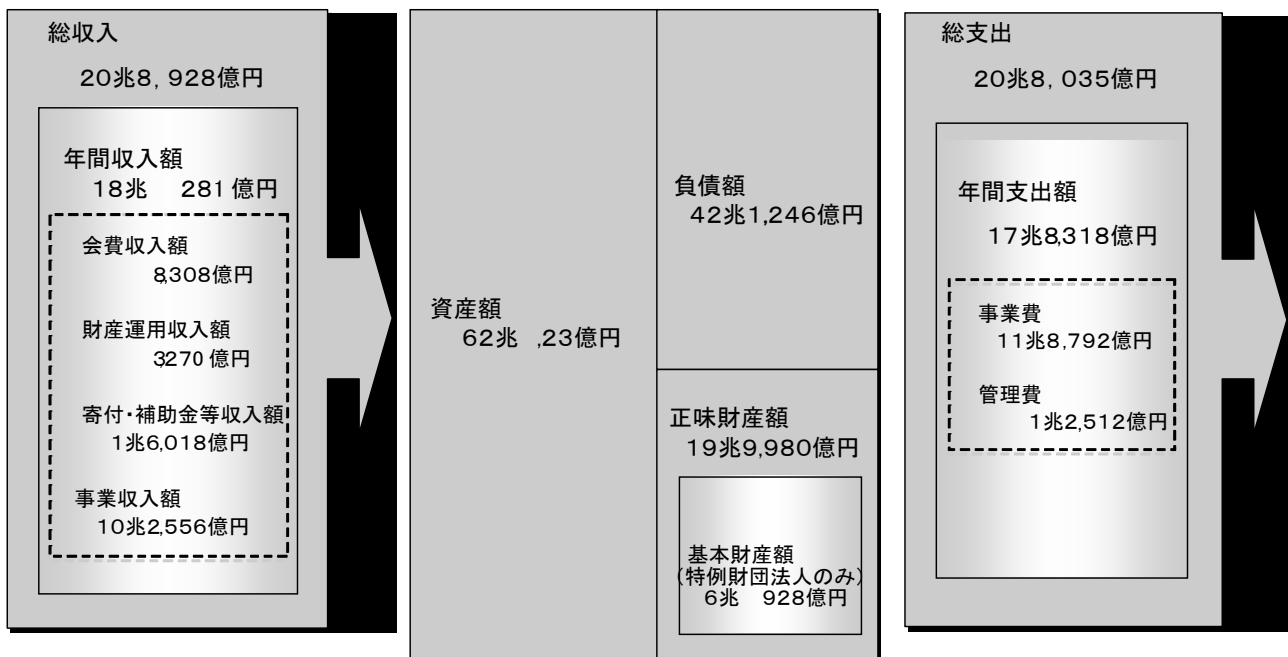 総収入
20兆8,928億円
年間収入額
18兆 281億円
会費収入額
8,308億円
財産運用収入額
3270億円
寄付・補助金等収入額
1兆6,018億円
事業収入額
10兆2,556億円
資産額
62兆 ,23億円
負債額
42兆1,246億円
正味財産額
19兆9,980億円
基本財産額
(特例財団法人のみ)
6兆 928億円
総支出
20兆8,035億円
年間支出額
17兆8,318億円
事業費
11兆8,792億円
管理費
1兆2,512億円